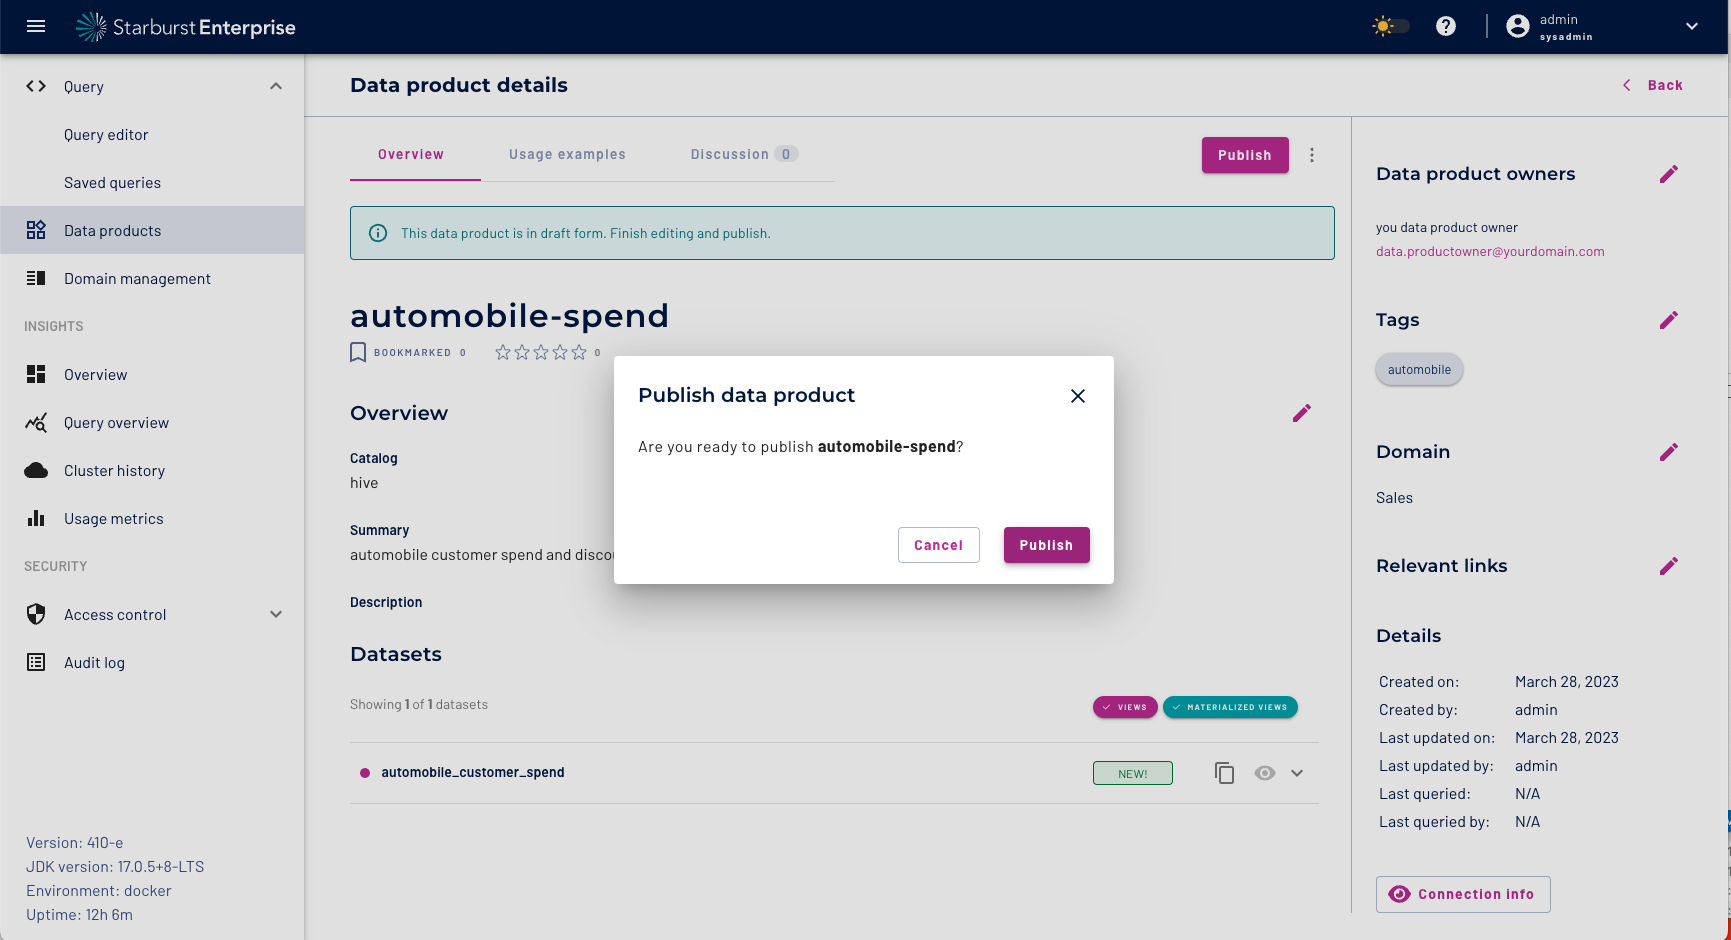 Starburst Enterprise
admin
sysadmin
Query
Query editor
Saved queries
Data products
Domain management
INSIGHTS
Overview
Query overview
Cluster history
Usage metrics
SECURITY
Access control
Audit log
Version: 410-e
JDK version: 17.0.5+8-LTS
Environment: docker
Uptime: 12h 6m
Data product details
Back
Overview
Usage examples
Discussion 0
Publish
This data product is in draft form. Finish editing and publish.
automobile-spend
BOOKMARKED 0
0
Overview
Catalog
hive
Summary
automobile customer spend and
Description
Datasets
Showing 1 of 1 datasets
VIEWS
MATERIALIZED VIEWS
automobile_customer_spend
NEW!
Publish data product
Are you ready to publish automobile-spend?
Cancel
Publish
Data product owners
you data product owner
data.productowner@yourdomain.com
Tags
automobile
Domain
Sales
Relevant links
Details
Created on: March 28, 2023
Created by: admin
Last updated on: March 28, 2023
Last updated by: admin
Last queried: N/A
Last queried by: N/A
Connection info